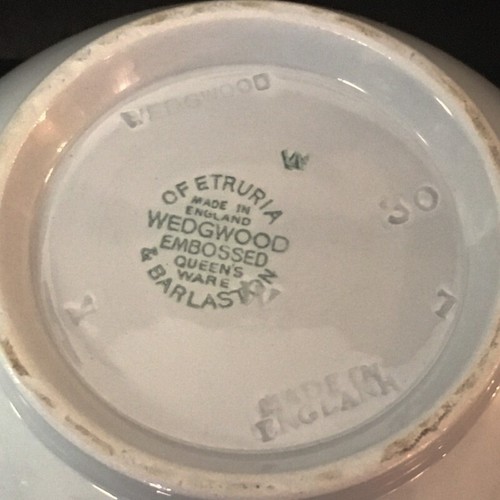 WEDGWOOD
W
OF ETRURIA
MADE IN
ENGLAND
WEDGWOOD
EMBOSSED
QUEEN'S
WARE
& BARLASTON
30
MADE IN
ENGLAND